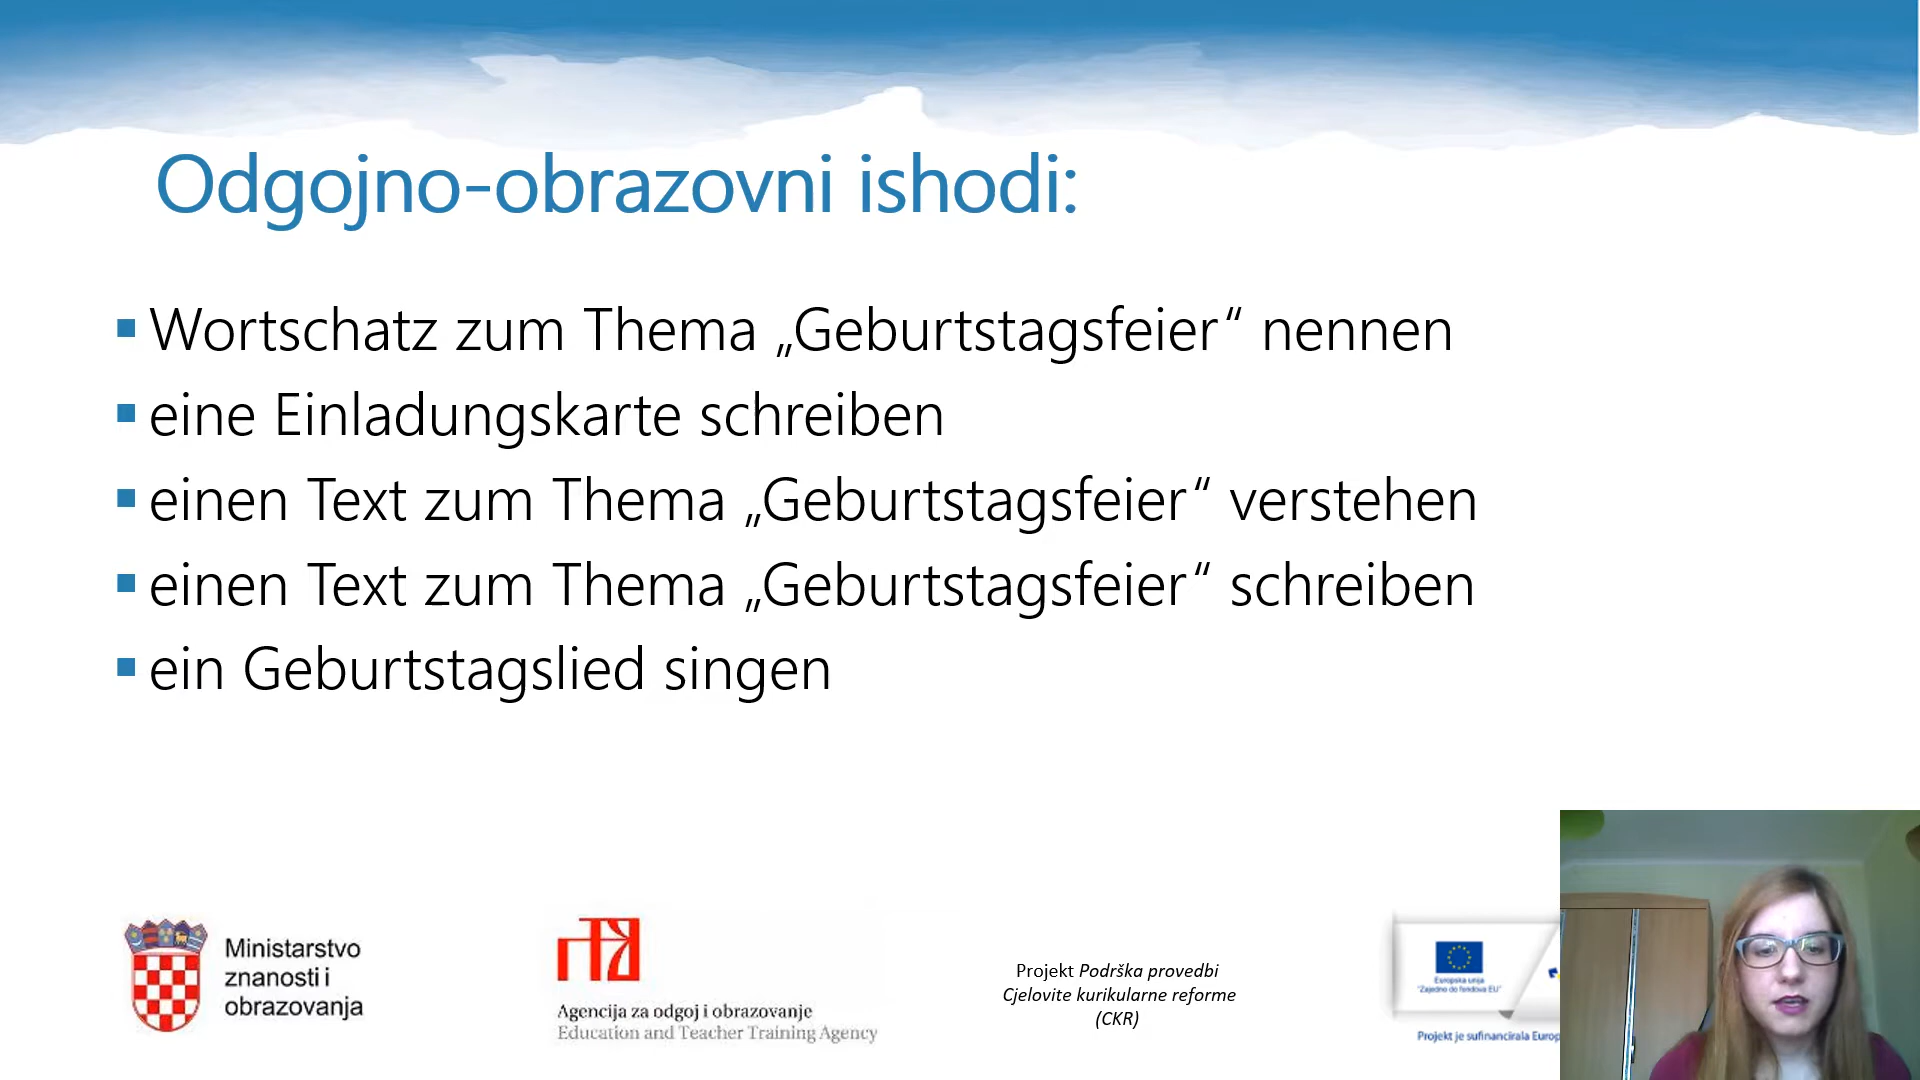 Odgojno-obrazovni ishodi:
Wortschatz zum Thema „Geburtstagsfeier“ nennen
eine Einladungskarte schreiben
einen Text zum Thema „Geburtstagsfeier“ verstehen
einen Text zum Thema „Geburtstagsfeier“ schreiben
ein Geburtstagslied singen
Ministarstvo
znanosti i
obrazovanja
Agencija za odgoj i obrazovanje
Education and Teacher Training Agency
Projekt Podrška provedbi
Cjelovite kurikularne reforme
(CKR)
Europska unija
"Zajedno do fondova EU"
Projekt je sufinancirala Europ